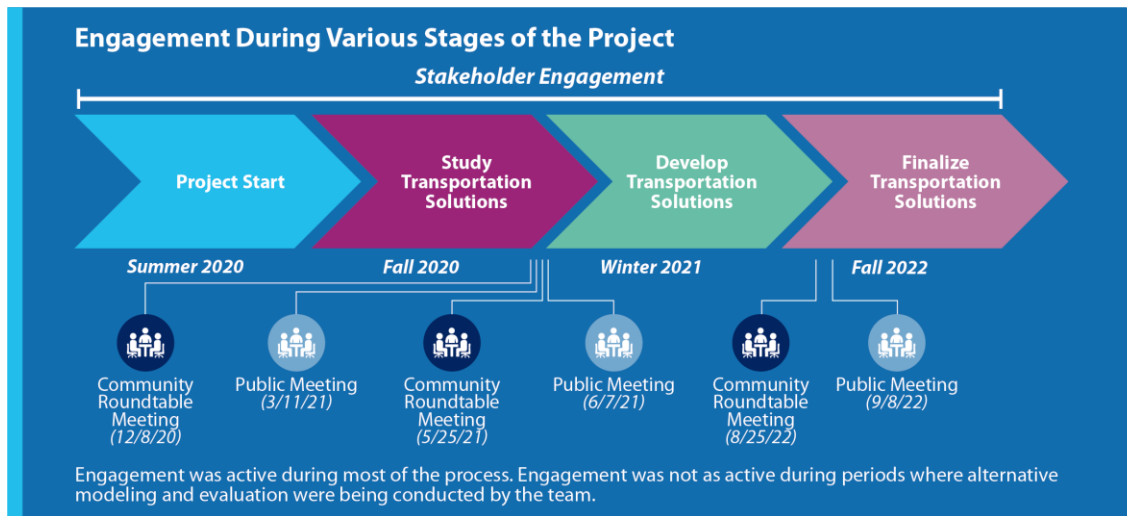 Engagement During Various Stages of the Project
Stakeholder Engagement
Project Start
Study
Transportation
Solutions
Develop
Transportation
Solutions
Finalize
Transportation
Solutions
Summer 2020
Fall 2020
Winter 2021
Fall 2022
Community
Roundtable
Meeting
(12/8/20)
Public Meeting
(3/11/21)
Community
Roundtable
Meeting
(5/25/21)
Public Meeting
(6/7/21)
Community
Roundtable
Meeting
(8/25/22)
Public Meeting
(9/8/22)
Engagement was active during most of the process. Engagement was not as active during periods where alternative
modeling and evaluation were being conducted by the team.